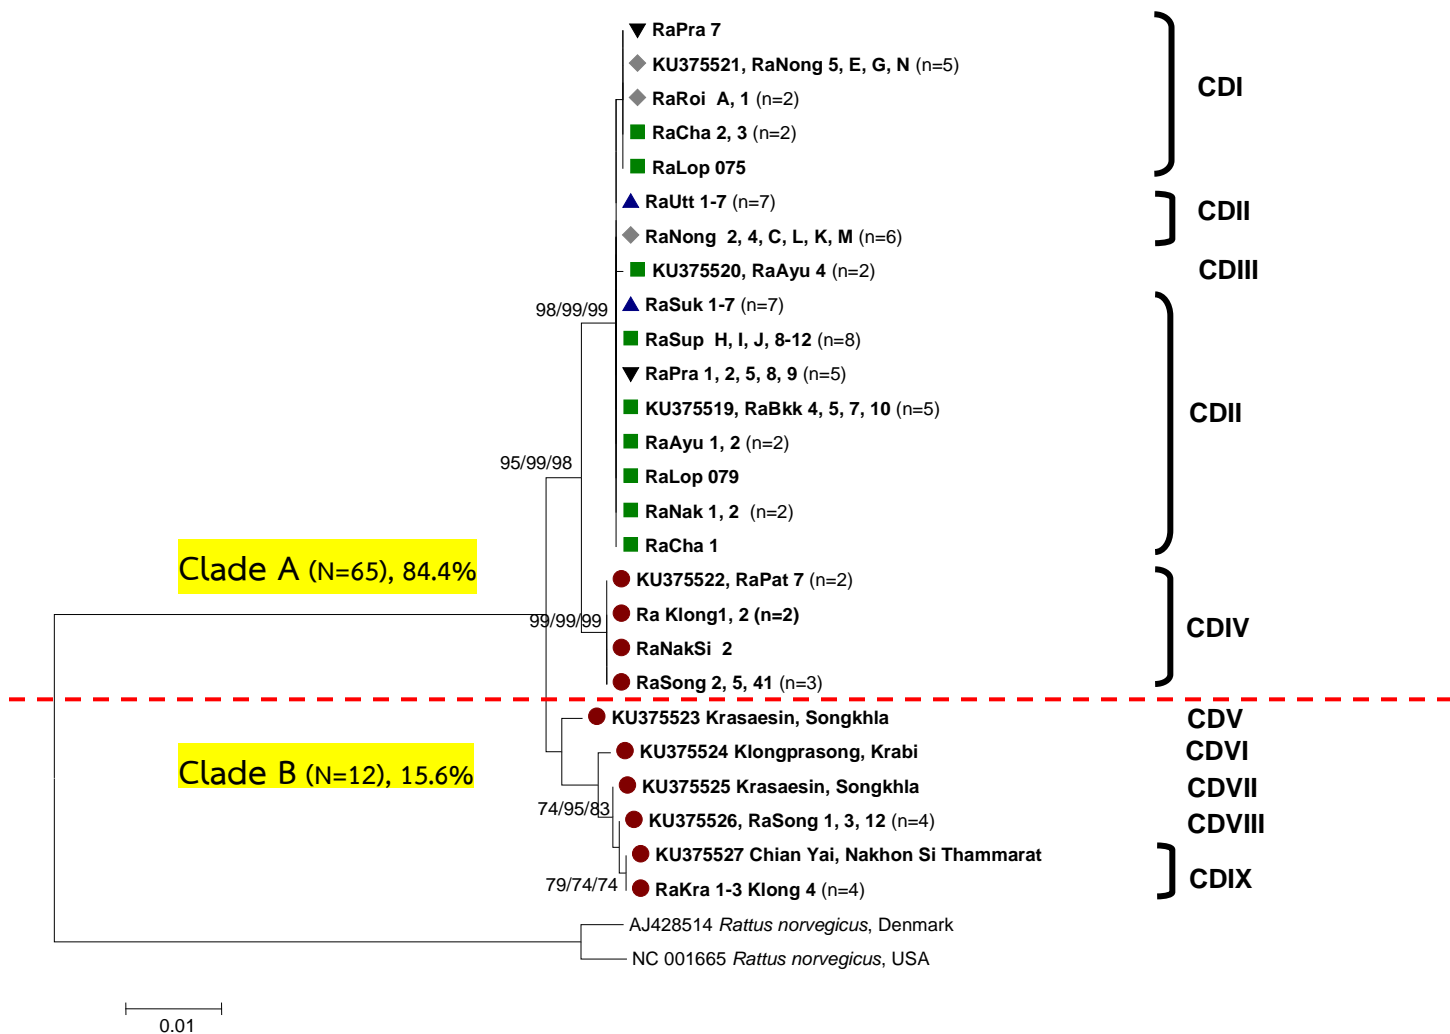 RaPra 7
KU375521, RaNong 5, E, G, N (n=5)
RaRoi A, 1 (n=2)
RaCha 2, 3 (n=2)
RaLop 075
CDI
RaUtt 1-7 (n=7)
RaNong 2, 4, C, L, K, M (n=6)
CDII
KU375520, RaAyu 4 (n=2)
CDIII
98/99/99
RaSuk 1-7 (n=7)
RaSup H, I, J, 8-12 (n=8)
RaPra 1, 2, 5, 8, 9 (n=5)
KU375519, RaBkk 4, 5, 7, 10 (n=5)
RaAyu 1, 2 (n=2)
RaLop 079
RaNak 1, 2 (n=2)
RaCha 1
CDII
95/99/98
Clade A (N=65), 84.4%
KU375522, RaPat 7 (n=2)
Ra Klong1, 2 (n=2)
RaNakSi 2
RaSong 2, 5, 41 (n=3)
99/99/99
CDIV
KU375523 Krasaesin, Songkhla
CDV
KU375524 Klongprasong, Krabi
CDVI
Clade B (N=12), 15.6%
KU375525 Krasaesin, Songkhla
CDVII
74/95/83
KU375526, RaSong 1, 3, 12 (n=4)
CDVIII
KU375527 Chian Yai, Nakhon Si Thammarat
79/74/74
RaKra 1-3 Klong 4 (n=4)
CDIX
AJ428514 Rattus norvegicus, Denmark
NC 001665 Rattus norvegicus, USA
0.01